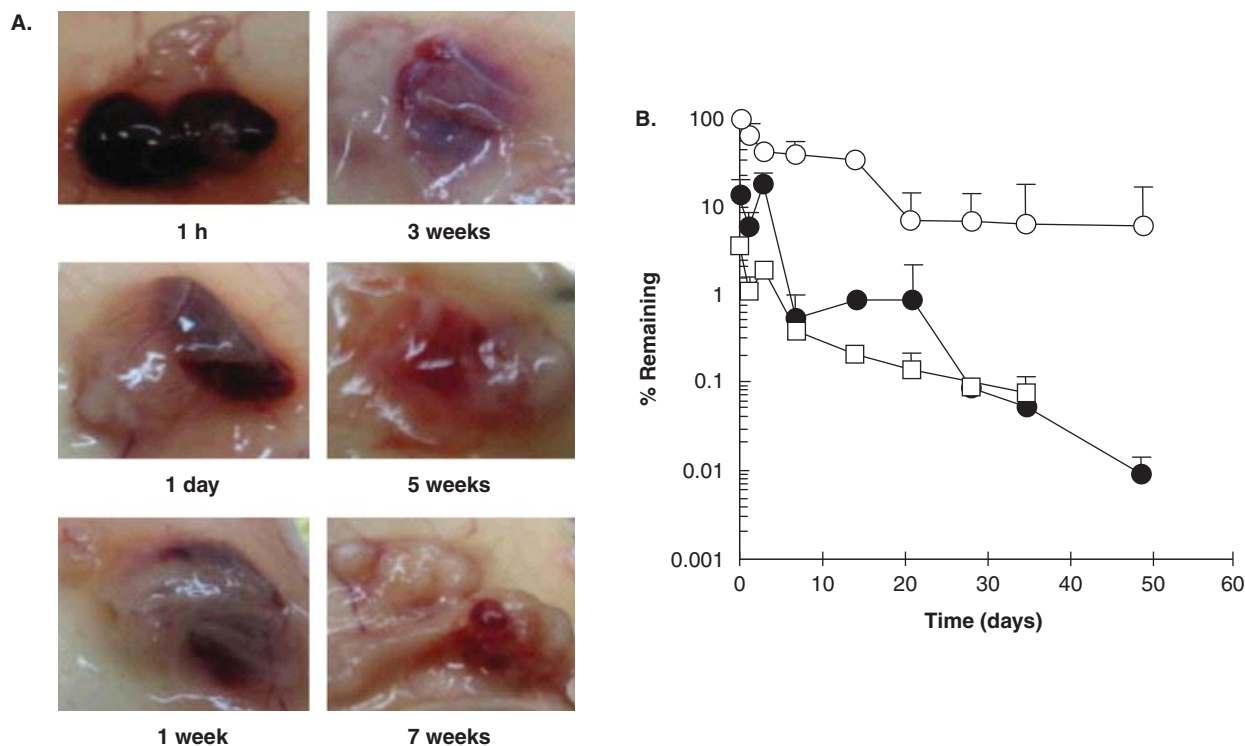 A.
1 h
3 weeks
1 day
5 weeks
1 week
7 weeks
B.
100
10
1
0.1
0.01
0.001
% Remaining
0 10 20 30 40 50 60
Time (days)